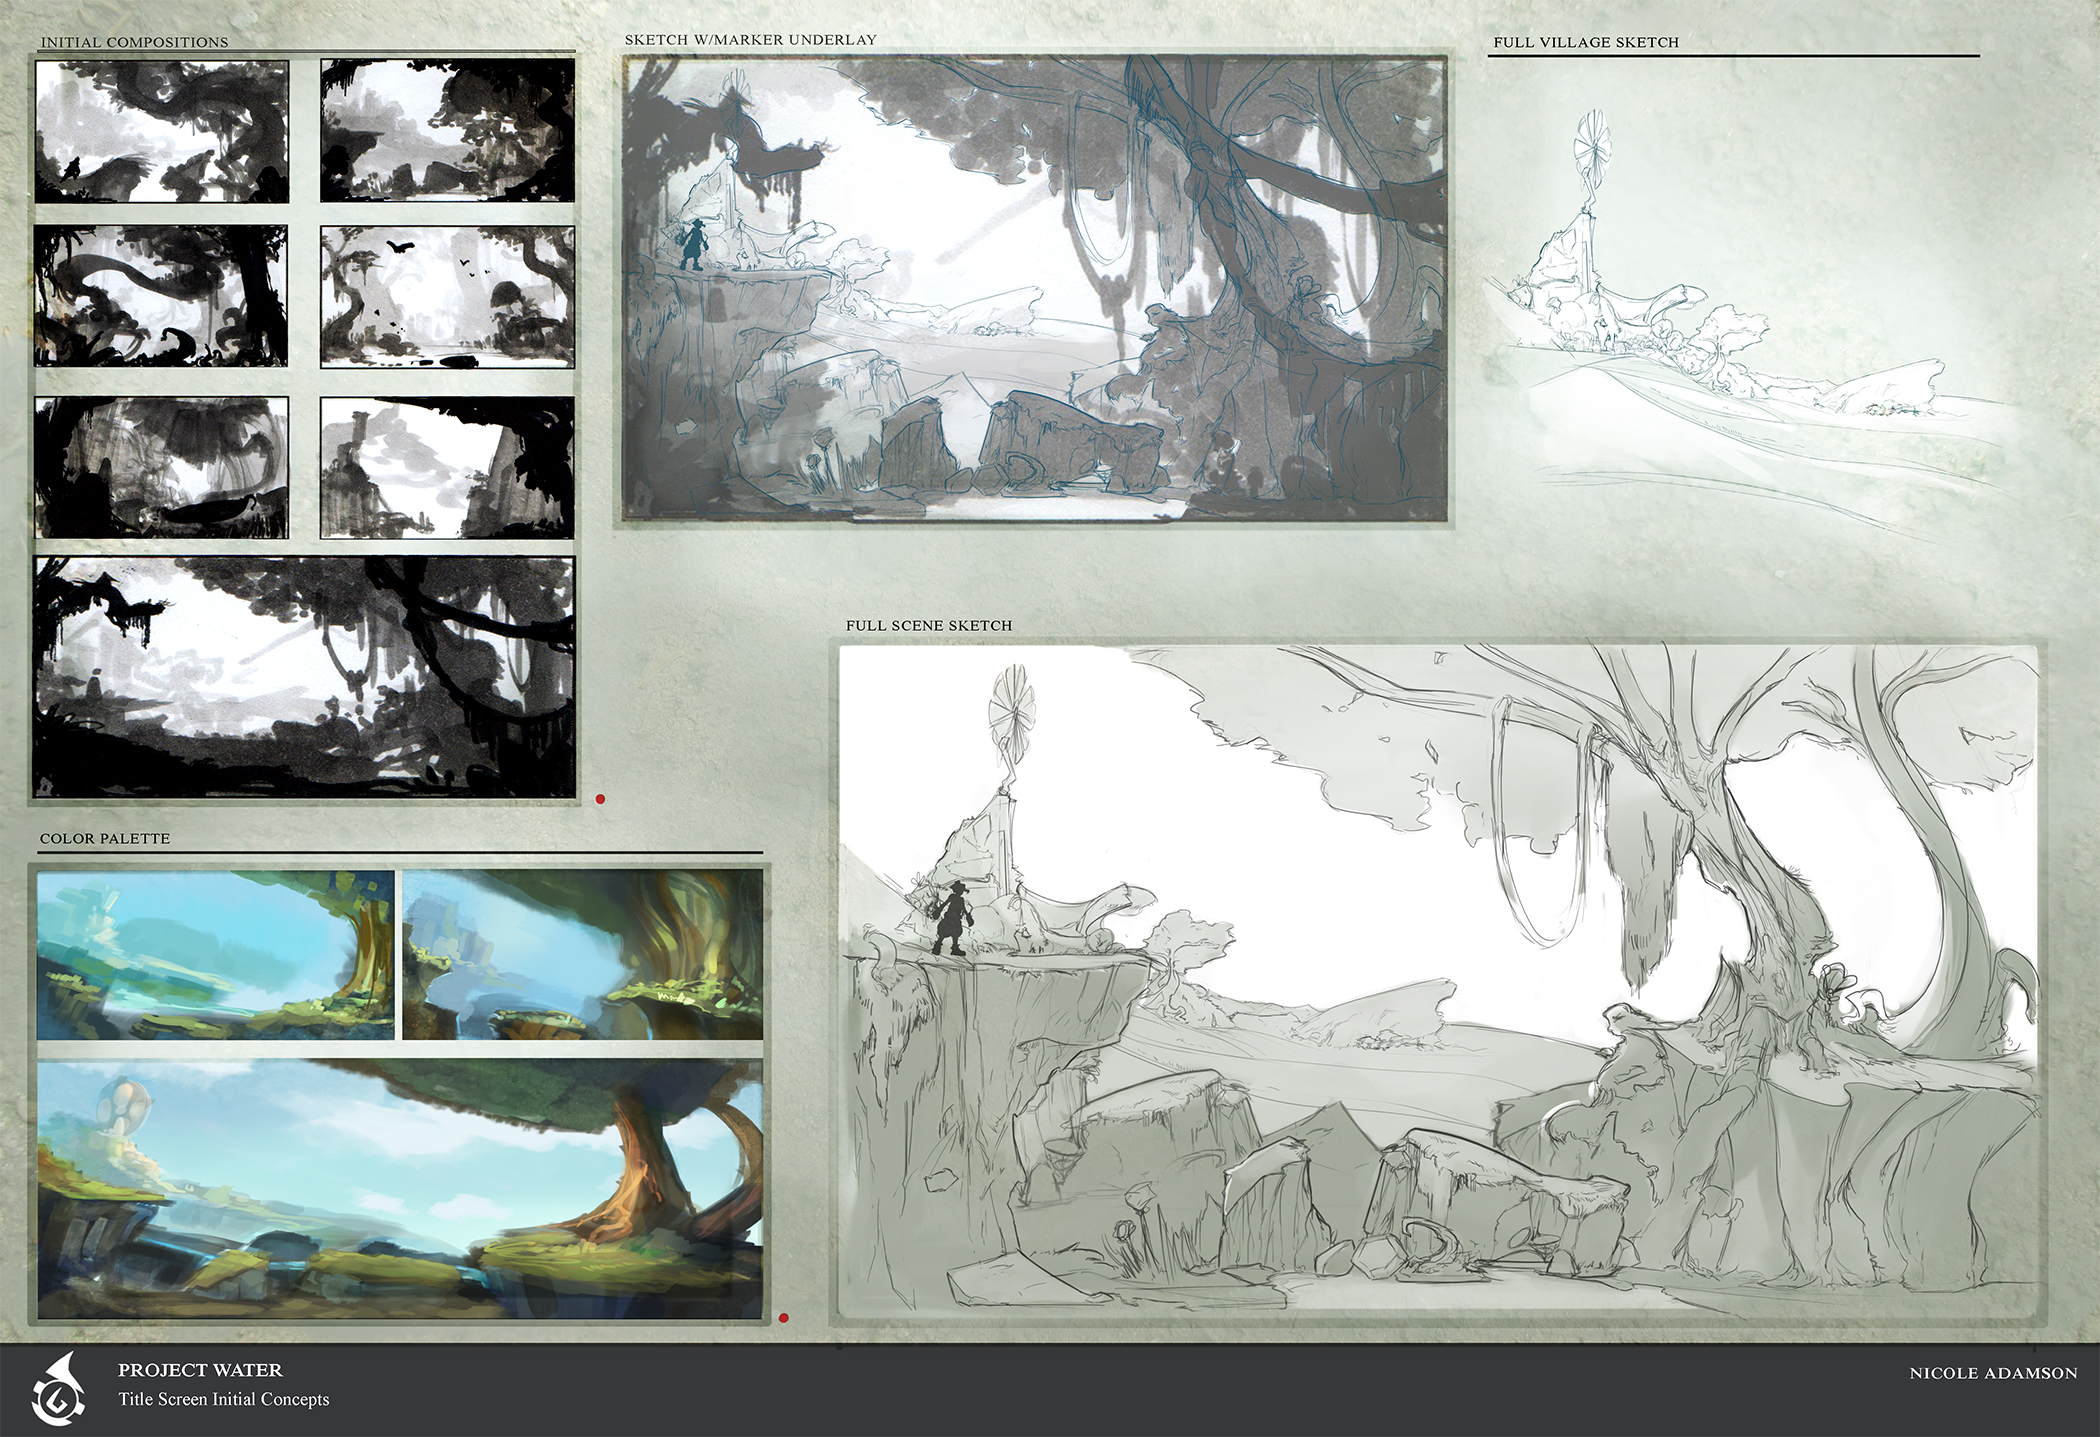 INITIAL COMPOSITIONS
SKETCH W/MARKER UNDERLAY
FULL VILLAGE SKETCH
FULL SCENE SKETCH
COLOR PALETTE
PROJECT WATER
Title Screen Initial Concepts
NICOLE ADAMSON